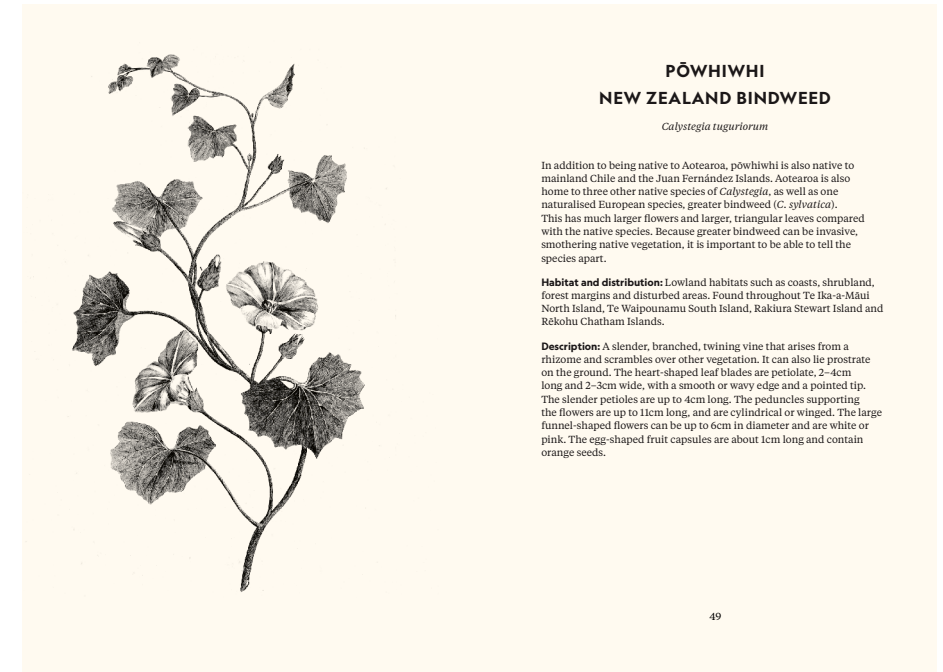 PŌWHIWHI
NEW ZEALAND BINDWEED
Calystegia tuguriorum
In addition to being native to Aotearoa, pōwhiwhi is also native to
mainland Chile and the Juan Fernández Islands. Aotearoa is also
home to three other native species of Calystegia, as well as one
naturalised European species, greater bindweed (C. sylvatica).
This has much larger flowers and larger, triangular leaves compared
with the native species. Because greater bindweed can be invasive,
smothering native vegetation, it is important to be able to tell the
species apart.
Habitat and distribution: Lowland habitats such as coasts, shrubland,
forest margins and disturbed areas. Found throughout Te Ika-a-Māui
North Island, Te Waipounamu South Island, Rakiura Stewart Island and
Rēkohu Chatham Islands.
Description: A slender, branched, twining vine that arises from a
rhizome and scrambles over other vegetation. It can also lie prostrate
on the ground. The heart-shaped leaf blades are petiolate, 2–4cm
long and 2–3cm wide, with a smooth or wavy edge and a pointed tip.
The slender petioles are up to 4cm long. The peduncles supporting
the flowers are up to 11cm long, and are cylindrical or winged. The large
funnel-shaped flowers can be up to 6cm in diameter and are white or
pink. The egg-shaped fruit capsules are about 1cm long and contain
orange seeds.
49